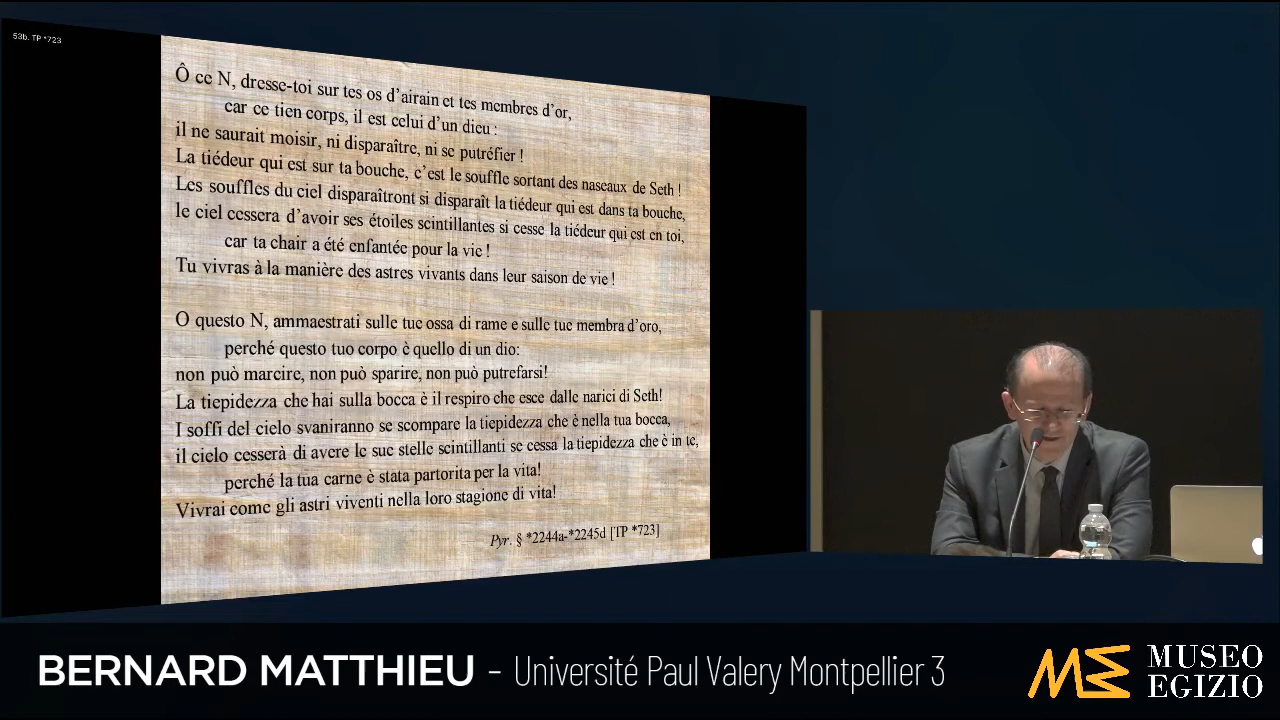 53b. TP *723
Ô ce N, dresse-toi sur tes os d’airain et tes membres d’or,
car ce tien corps, il est celui d’un dieu :
il ne saurait moisir, ni disparaître, ni se putréfier !
La tiédeur qui est sur ta bouche, c’est le souffle sortant des naseaux de Seth !
Les souffles du ciel disparaîtront si disparaît la tiédeur qui est dans ta bouche,
le ciel cessera d’avoir ses étoiles scintillantes si cesse la tiédeur qui est en toi,
car ta chair a été enfantée pour la vie !
Tu vivras à la manière des astres vivants dans leur saison de vie !
O questo N, ammaestrati sulle tue ossa di rame e sulle tue membra d’oro,
perché questo tuo corpo è quello di un dio:
non può marcire, non può sparire, non può putrefarsi!
La tiepidezza che hai sulla bocca è il respiro che esce dalle narici di Seth!
I soffi del cielo svaniranno se scompare la tiepidezza che è nella tua bocca,
il cielo cesserà di avere le sue stelle scintillanti se cessa la tiepidezza che è in te,
perché la tua carne è stata partorita per la vita!
Vivrai come gli astri viventi nella loro stagione di vita!
Pyr. § *2244a-*2245d [TP *723]
BERNARD MATTHIEU - Université Paul Valery Montpellier 3
MUSEO
EGIZIO